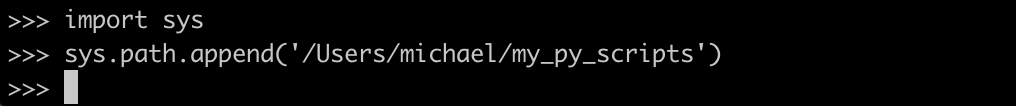 >>> import sys
>>> sys.path.append('/Users/michael/my_py_scripts')
>>>